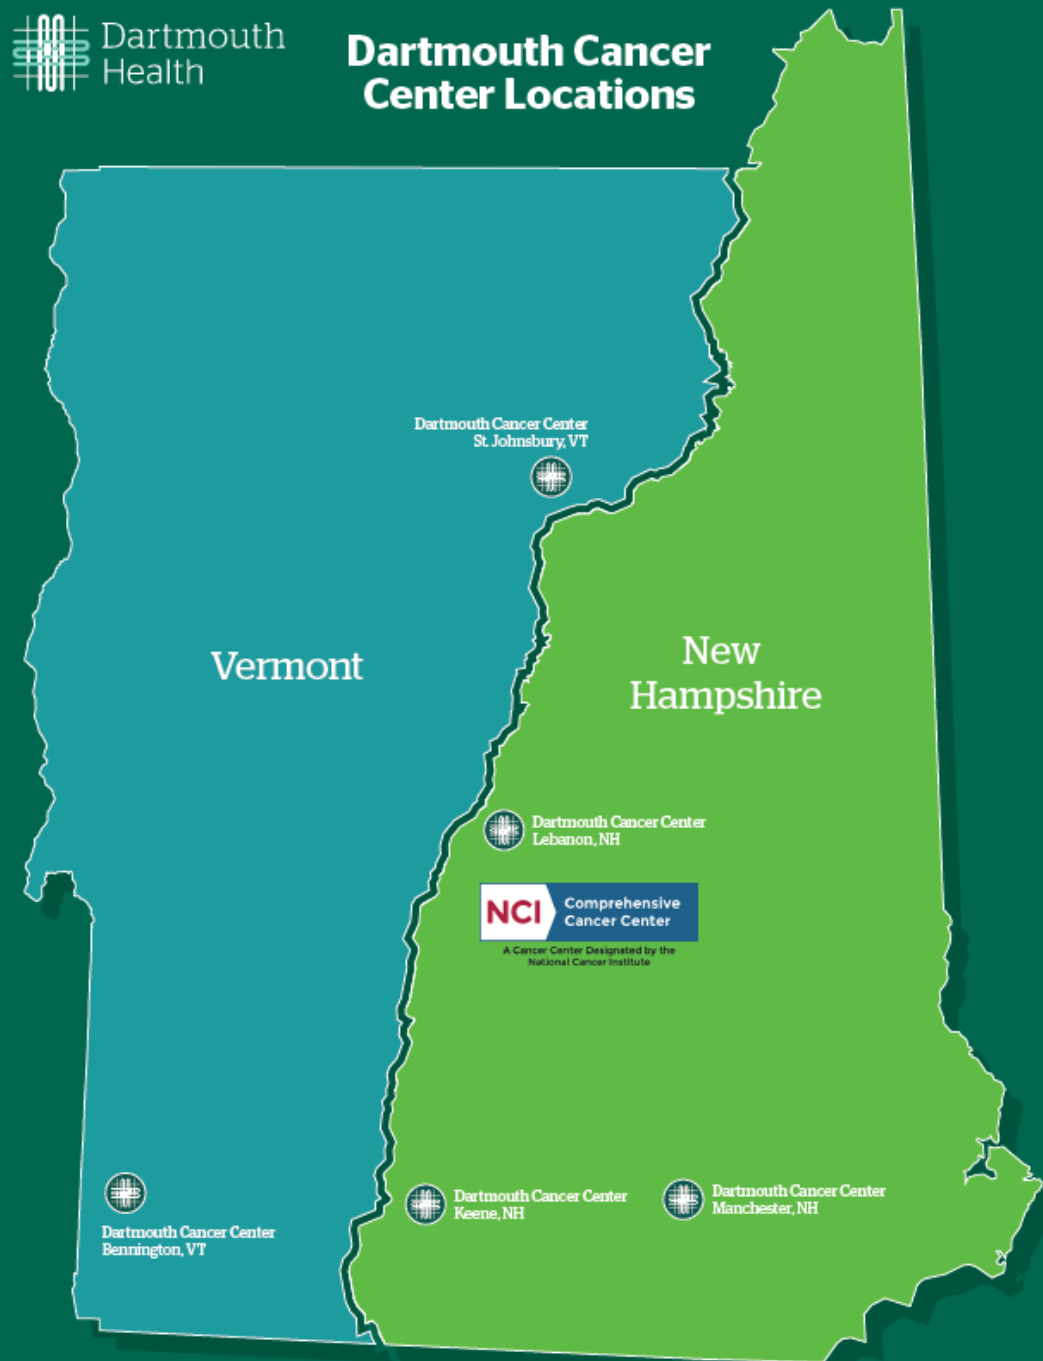 Dartmouth
Health
Dartmouth Cancer
Center Locations
Dartmouth Cancer Center
St. Johnsbury, VT
Vermont
New
Hampshire
Dartmouth Cancer Center
Lebanon, NH
NCI
Comprehensive
Cancer Center
A Cancer Center Designated by the
National Cancer Institute
Dartmouth Cancer Center
Bennington, VT
Dartmouth Cancer Center
Keene, NH
Dartmouth Cancer Center
Manchester, NH